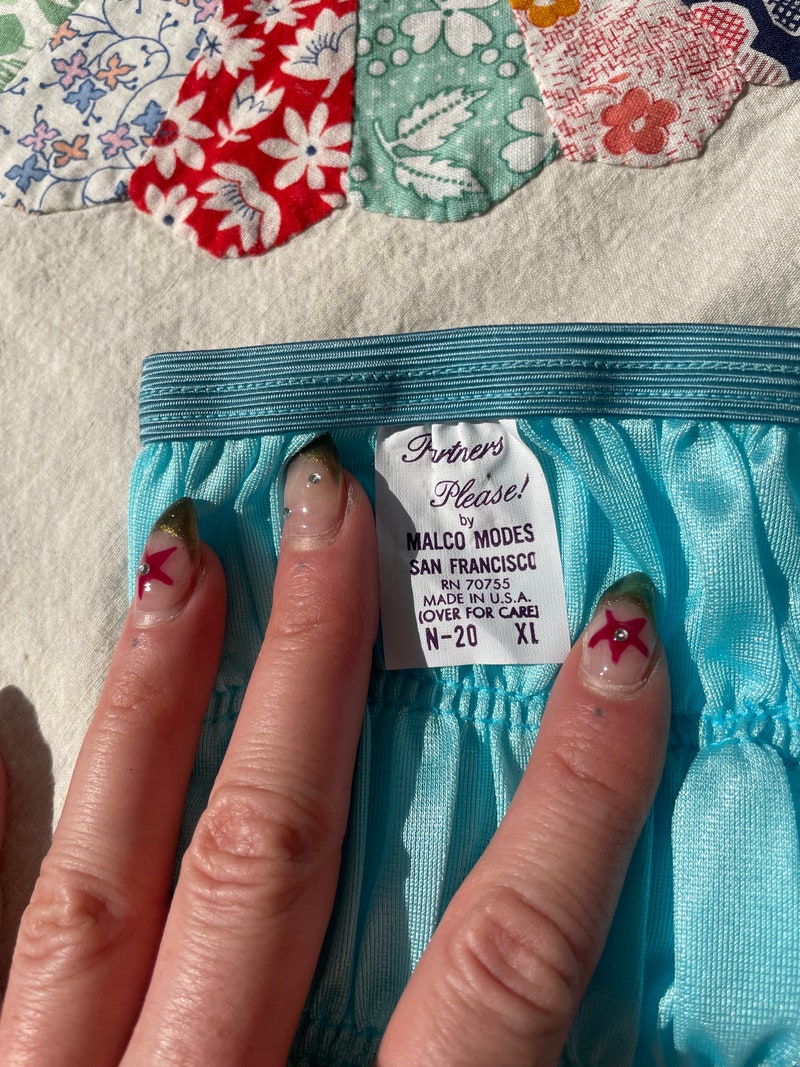 Partners
Please!
by
MALCO MODES
SAN FRANCISCO
RN 70755
MADE IN U.S.A.
(OVER FOR CARE)
N-20 XL